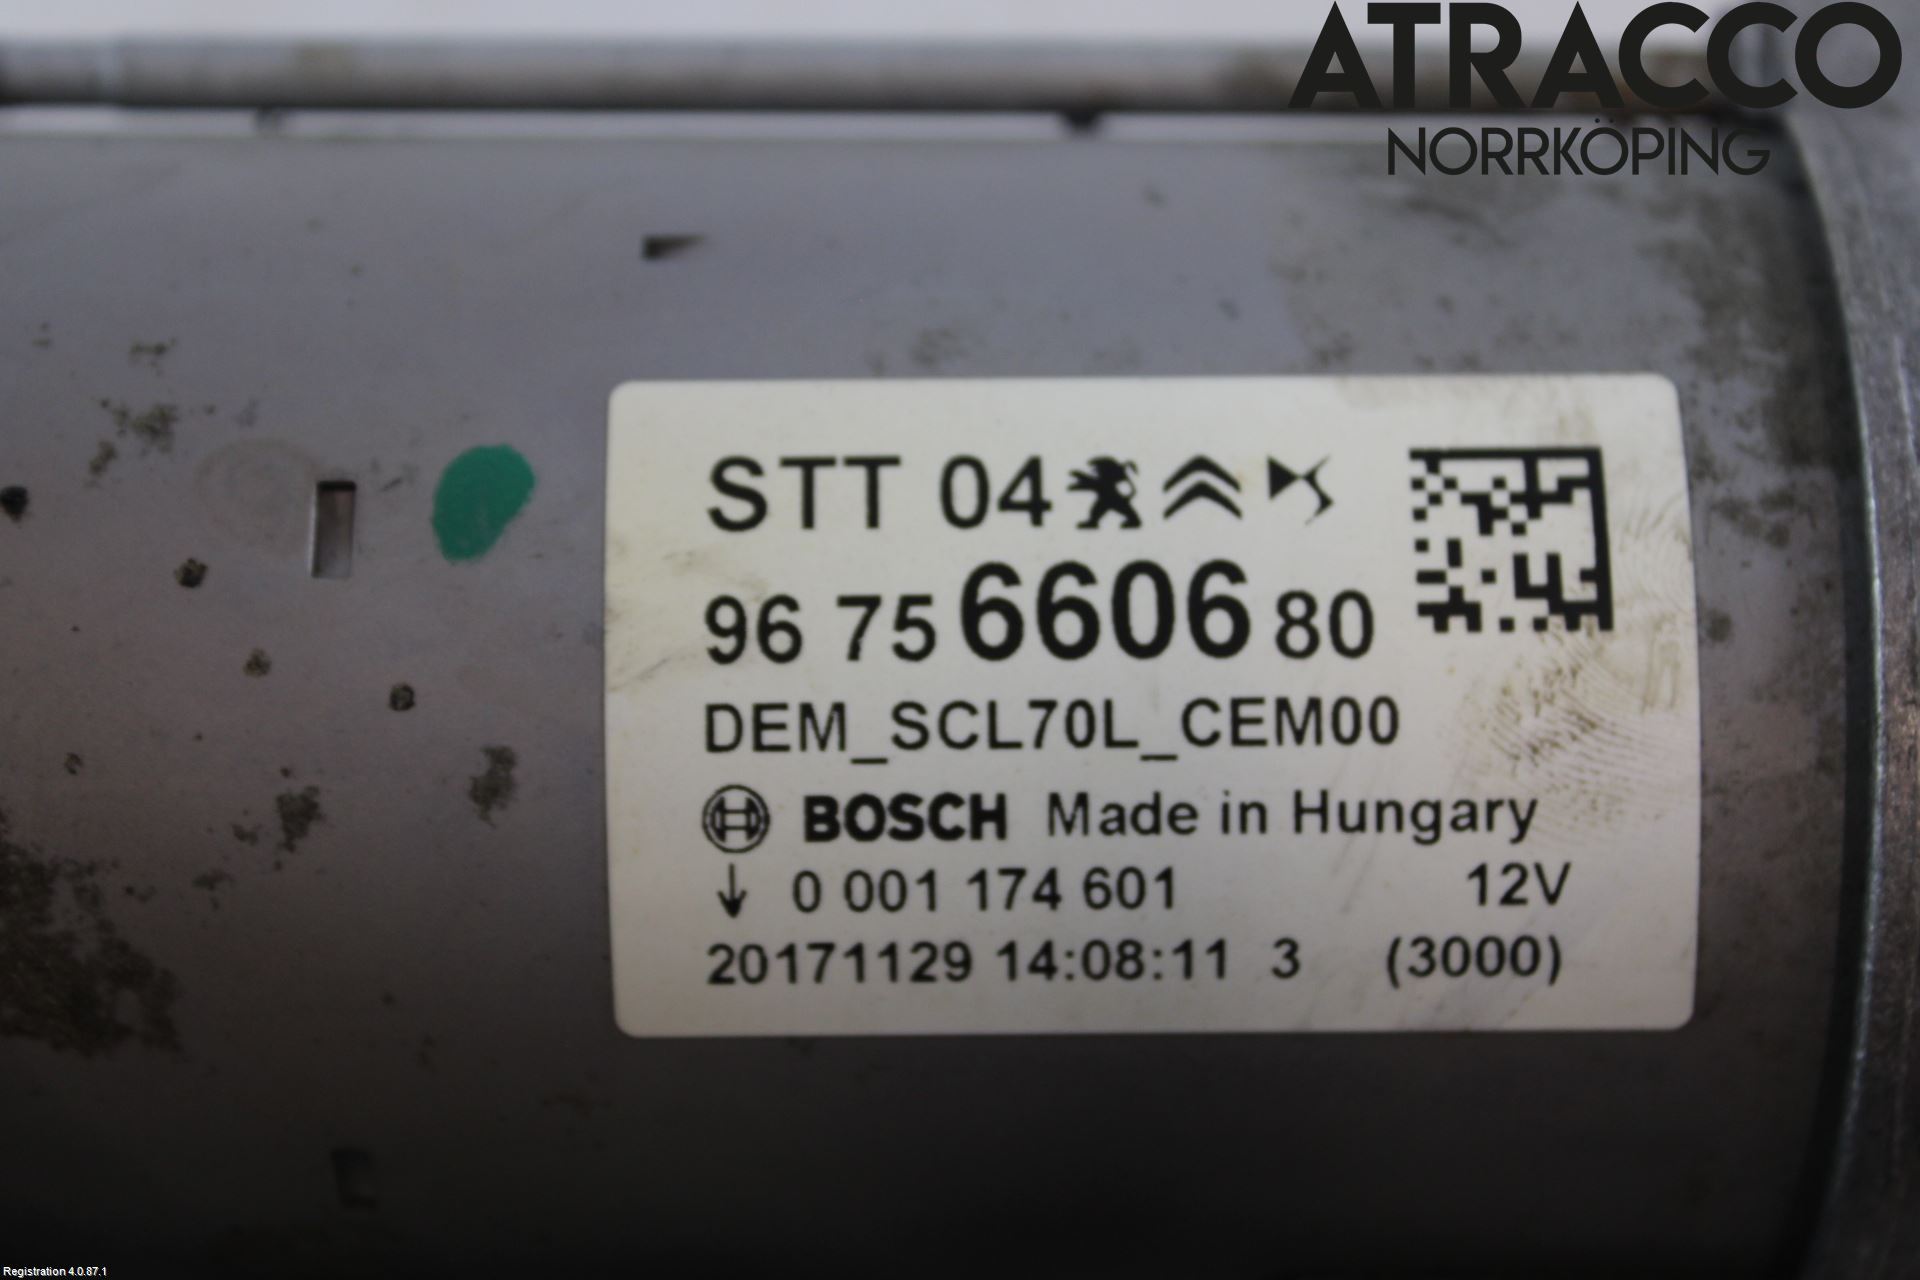 ATRACCO
NORRKÖPING
STT 04
96 75 6606 80
DEM_SCL70L_CEM00
BOSCH Made in Hungary
↓ 0 001 174 601 12V
20171129 14:08:11 3 (3000)
Registration 4.0.87.1